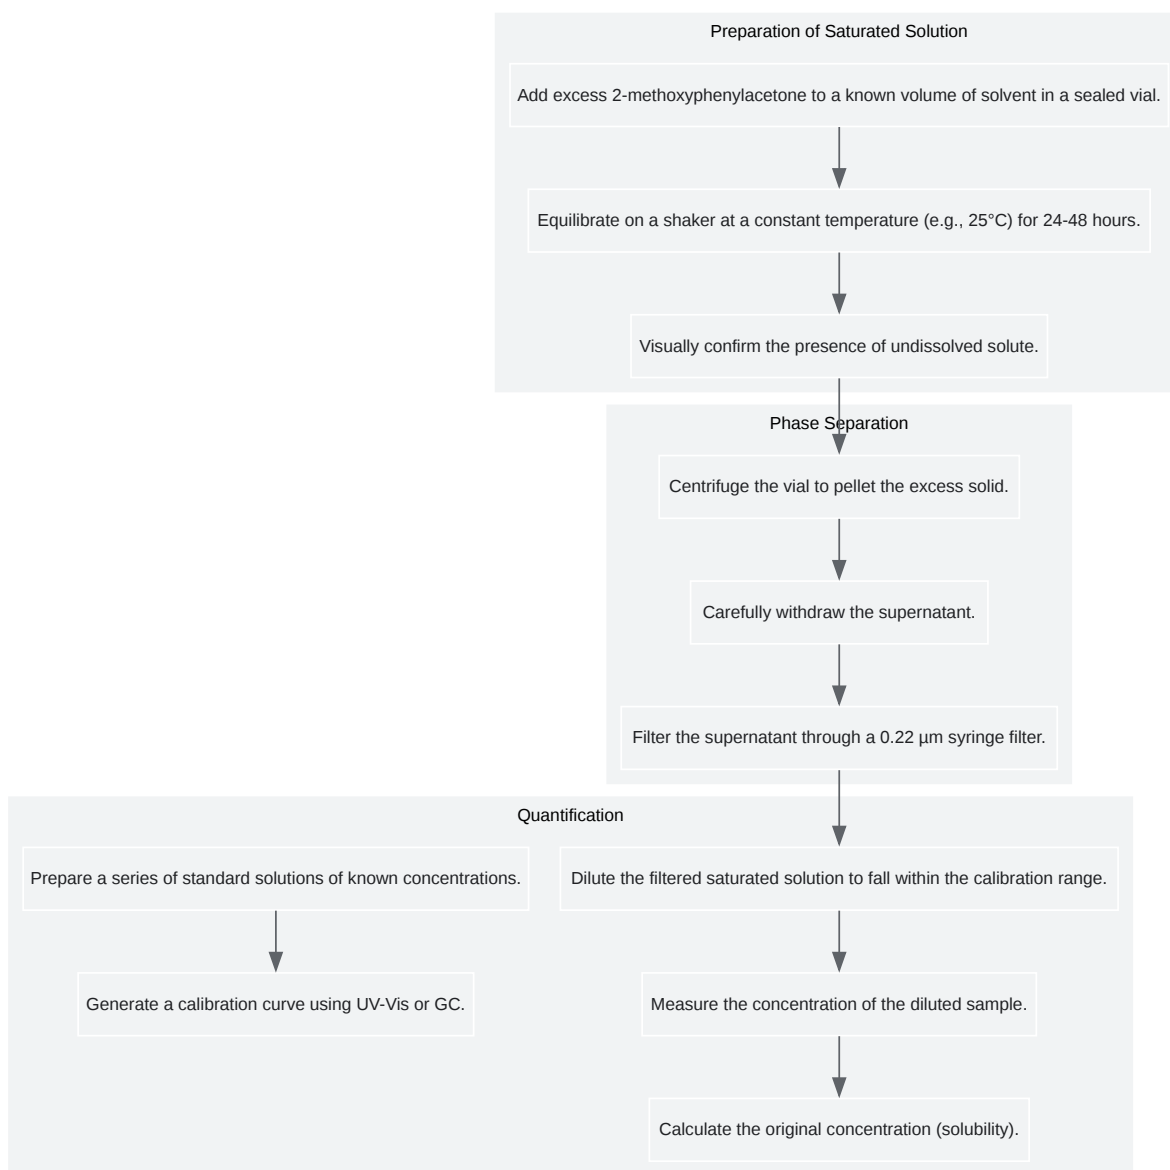 Preparation of Saturated Solution
Add excess 2-methoxyphenylacetone to a known volume of solvent in a sealed vial.
Equilibrate on a shaker at a constant temperature (e.g., 25°C) for 24-48 hours.
Visually confirm the presence of undissolved solute.
Phase Separation
Centrifuge the vial to pellet the excess solid.
Carefully withdraw the supernatant.
Filter the supernatant through a 0.22 µm syringe filter.
Quantification
Prepare a series of standard solutions of known concentrations.
Dilute the filtered saturated solution to fall within the calibration range.
Generate a calibration curve using UV-Vis or GC.
Measure the concentration of the diluted sample.
Calculate the original concentration (solubility).